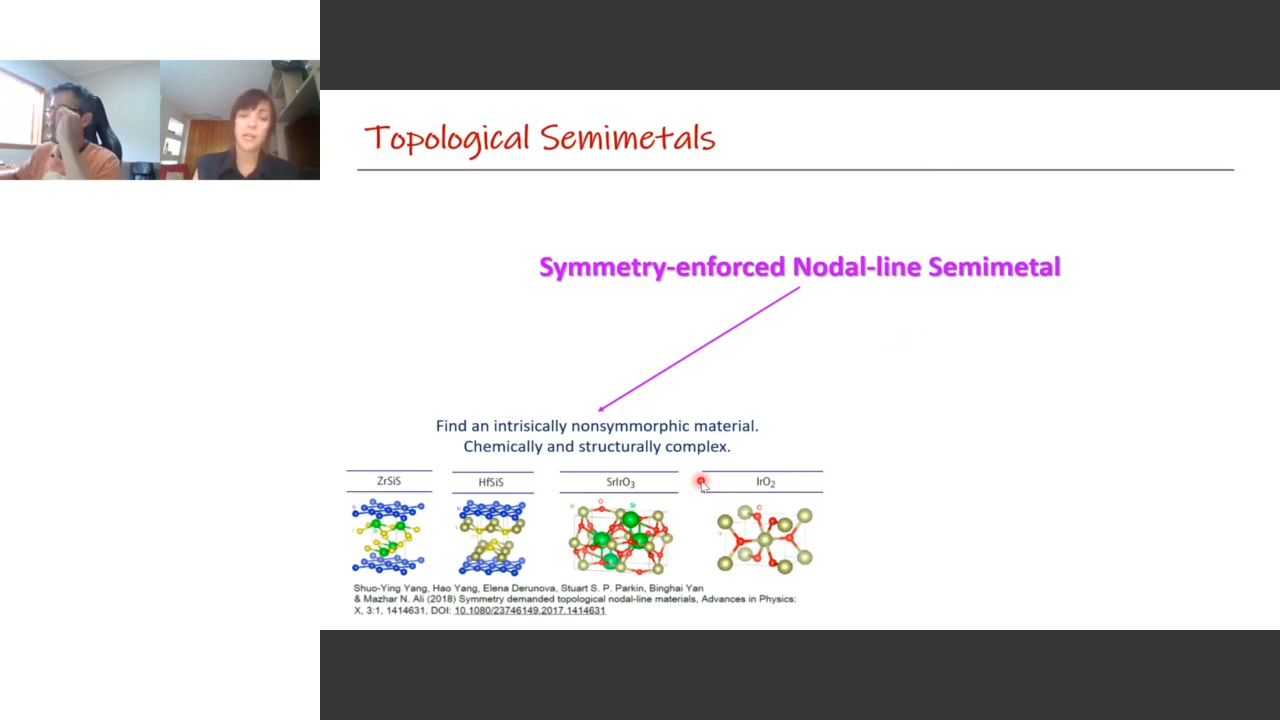 Topological Semimetals
Symmetry-enforced Nodal-line Semimetal
Find an intrisically nonsymmorphic material.
Chemically and structurally complex.
ZrSiS
HfSiS
SrIrO3
IrO2
O
Sr
O
Shuo-Ying Yang, Hao Yang, Elena Derunova, Stuart S. P. Parkin, Binghai Yan
& Mazhar N. Ali (2018) Symmetry demanded topological nodal-line materials, Advances in Physics:
X, 3:1, 1414631, DOI: 10.1080/23746149.2017.1414631